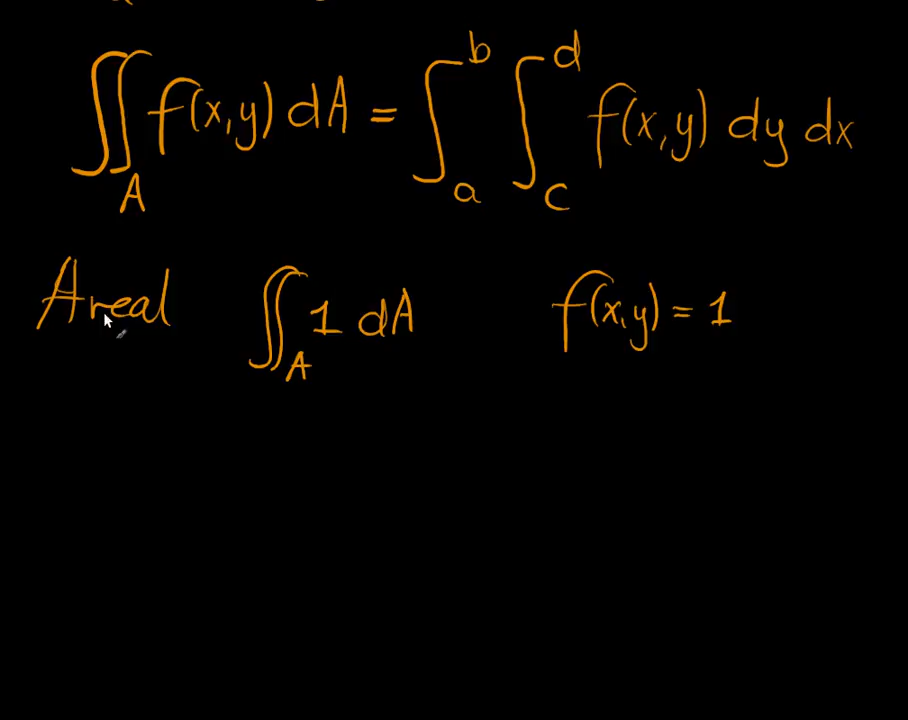 ∬_A f(x,y) dA = ∫_a^b ∫_c^d f(x,y) dy dx
Areal ∬_A 1 dA f(x,y) = 1